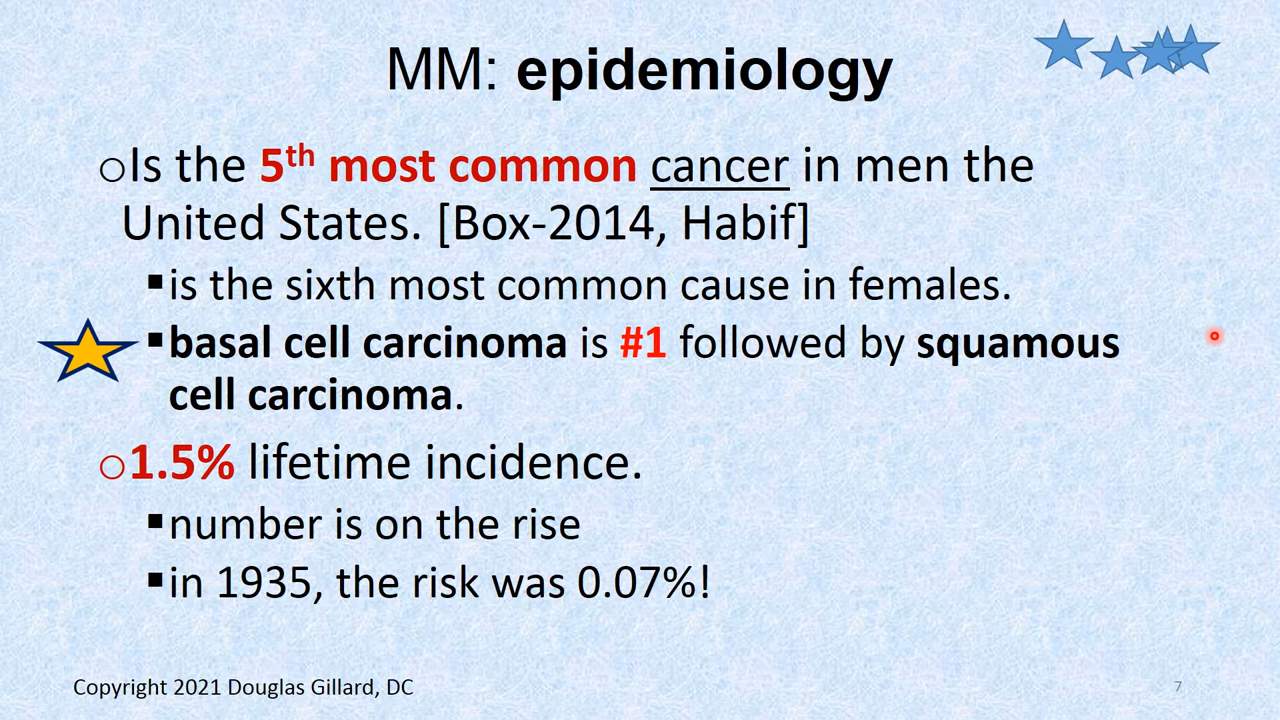 MM: epidemiology
○Is the 5th most common cancer in men the
United States. [Box-2014, Habif]
▪is the sixth most common cause in females.
▪basal cell carcinoma is #1 followed by squamous
cell carcinoma.
○1.5% lifetime incidence.
▪number is on the rise
▪in 1935, the risk was 0.07%!
Copyright 2021 Douglas Gillard, DC
7